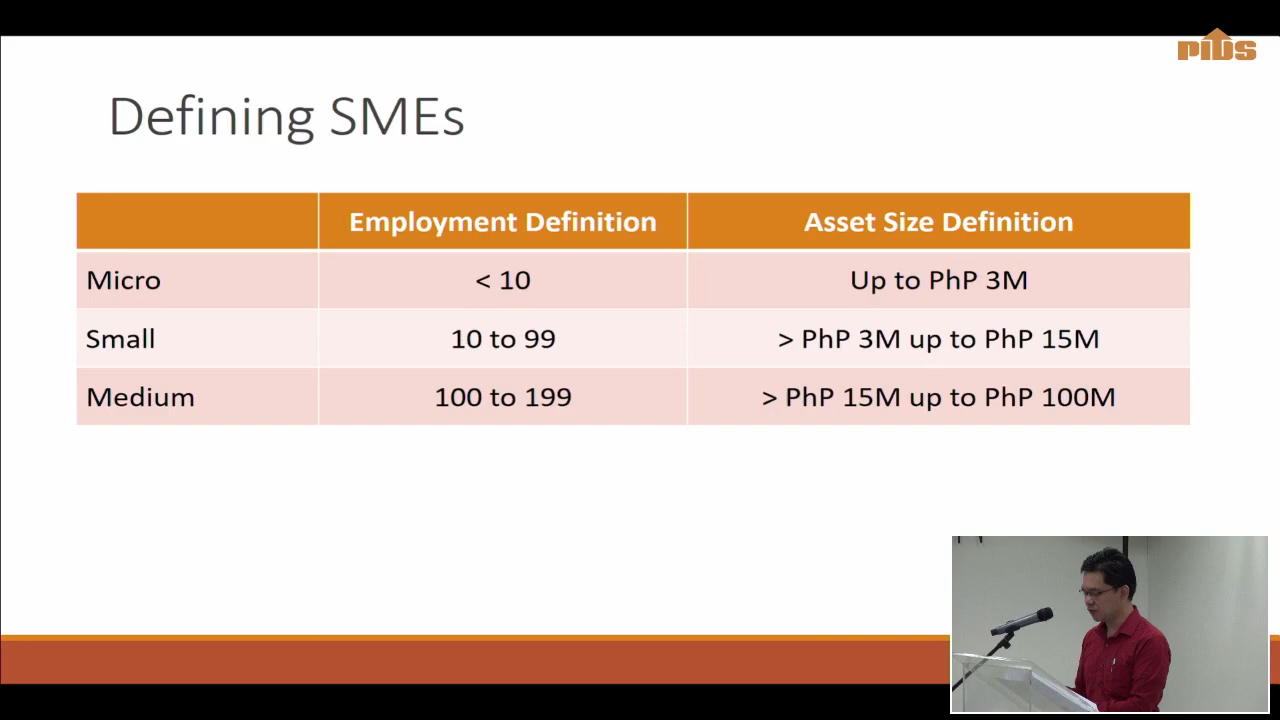 PIDS
Defining SMEs
Employment Definition Asset Size Definition
Micro < 10 Up to PhP 3M
Small 10 to 99 > PhP 3M up to PhP 15M
Medium 100 to 199 > PhP 15M up to PhP 100M